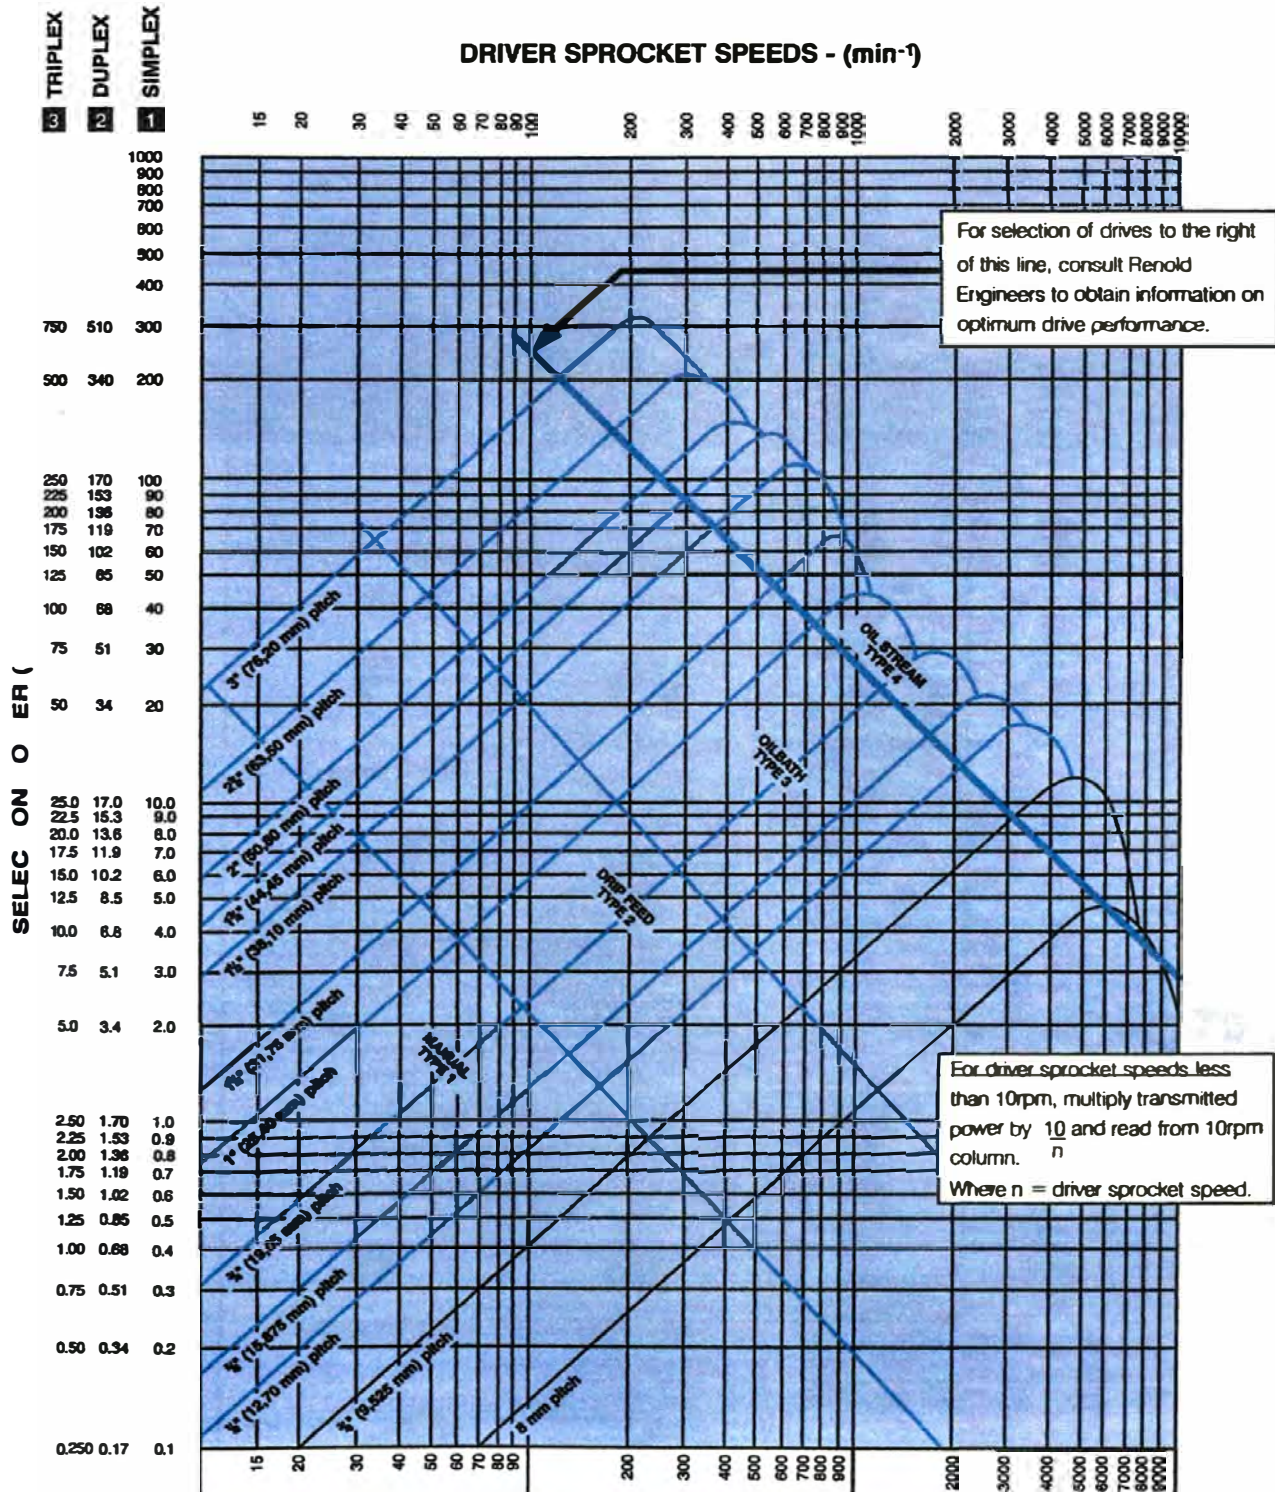 DRIVER SPROCKET SPEEDS - (min-1)
3 TRIPLEX
2 DUPLEX
1 SIMPLEX
15 20 30 40 50 60 70 80 90 100 200 300 400 500 600 700 800 900 1000 2000 3000 4000 5000 6000 7000 8000 9000 10000
1000
900
800
700
600
500
400
750 510 300
500 340 200
250 170 100
225 153 90
200 136 80
175 119 70
150 102 60
125 85 50
100 68 40
75 51 30
50 34 20
25.0 17.0 10.0
22.5 15.3 9.0
20.0 13.6 8.0
17.5 11.9 7.0
15.0 10.2 6.0
12.5 8.5 5.0
10.0 6.8 4.0
7.5 5.1 3.0
5.0 3.4 2.0
2.50 1.70 1.0
2.25 1.53 0.9
2.00 1.36 0.8
1.75 1.19 0.7
1.50 1.02 0.6
1.25 0.85 0.5
1.00 0.68 0.4
0.75 0.51 0.3
0.50 0.34 0.2
0.250 0.17 0.1
SELEC ON O ER (
For selection of drives to the right
of this line, consult Renold
Engineers to obtain information on
optimum drive performance.
3" (76,20 mm) pitch
2½" (63,50 mm) pitch
2" (50,80 mm) pitch
1¾" (44,45 mm) pitch
1½" (38,10 mm) pitch
1¼" (31,75 mm) pitch
1" (25,40 mm) pitch
¾" (19,05 mm) pitch
⅝" (15,875 mm) pitch
½" (12,70 mm) pitch
⅜" (9,525 mm) pitch
8 mm pitch
OIL STREAM
TYPE 4
OILBATH
TYPE 3
DRIP FEED
TYPE 2
MANUAL
TYPE 1
For driver sprocket speeds less
than 10rpm, multiply transmitted
power by 10/n and read from 10rpm
column.
Where n = driver sprocket speed.
15 20 30 40 50 60 70 80 90 200 300 400 500 600 700 800 900 2000 3000 4000 5000 6000 7000 8000 9000